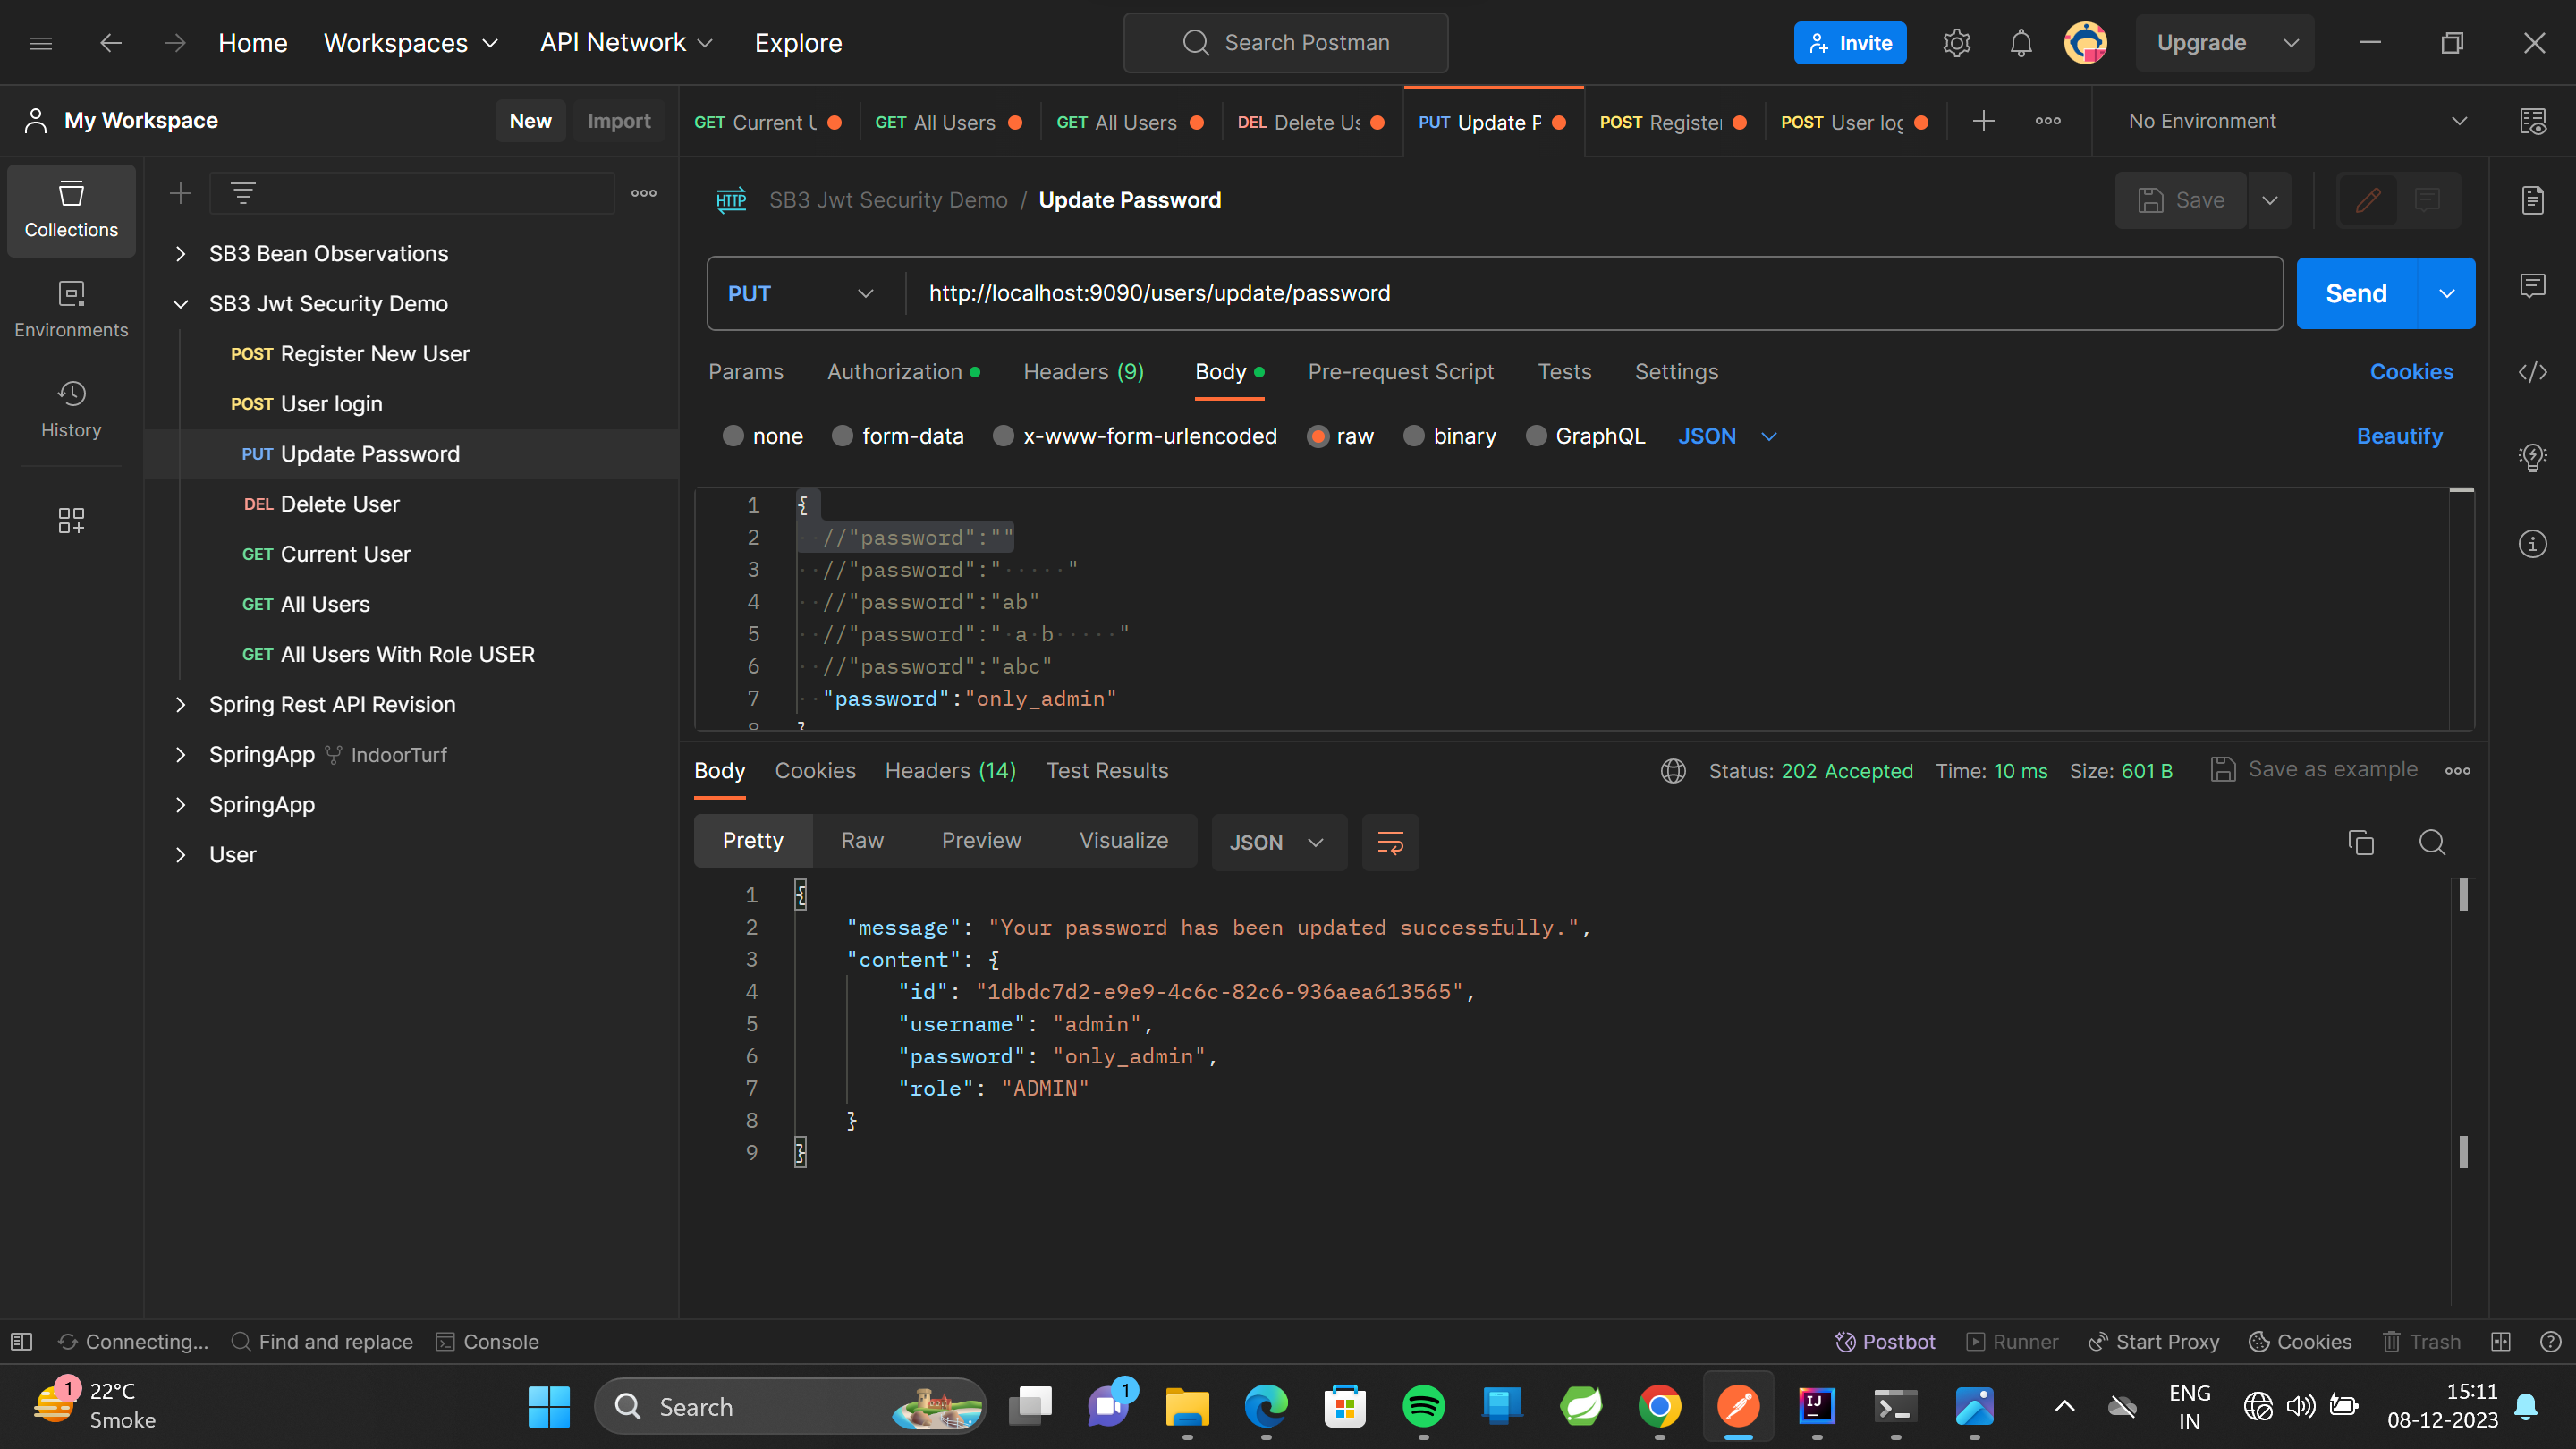 Home Workspaces API Network Explore Search Postman Invite Upgrade
My Workspace New Import
GET Current U GET All Users GET All Users DEL Delete Us PUT Update P POST Register POST User log No Environment
Collections
Environments
History
SB3 Bean Observations
SB3 Jwt Security Demo
POST Register New User
POST User login
PUT Update Password
DEL Delete User
GET Current User
GET All Users
GET All Users With Role USER
Spring Rest API Revision
SpringApp IndoorTurf
SpringApp
User
HTTP SB3 Jwt Security Demo / Update Password Save
PUT http://localhost:9090/users/update/password Send
Params Authorization Headers (9) Body Pre-request Script Tests Settings Cookies
none form-data x-www-form-urlencoded raw binary GraphQL JSON Beautify
1 {
2 //"password":""
3 //"password":"·····"
4 //"password":"ab"
5 //"password":"·a·b·····"
6 //"password":"abc"
7 "password":"only_admin"
8 }
Body Cookies Headers (14) Test Results Status: 202 Accepted Time: 10 ms Size: 601 B Save as example
Pretty Raw Preview Visualize JSON
1 {
2 "message": "Your password has been updated successfully.",
3 "content": {
4 "id": "1dbdc7d2-e9e9-4c6c-82c6-936aea613565",
5 "username": "admin",
6 "password": "only_admin",
7 "role": "ADMIN"
8 }
9 }
Connecting... Find and replace Console Postbot Runner Start Proxy Cookies Trash
1 22°C
Smoke
Search
1
IJ
ENG
IN
15:11
08-12-2023